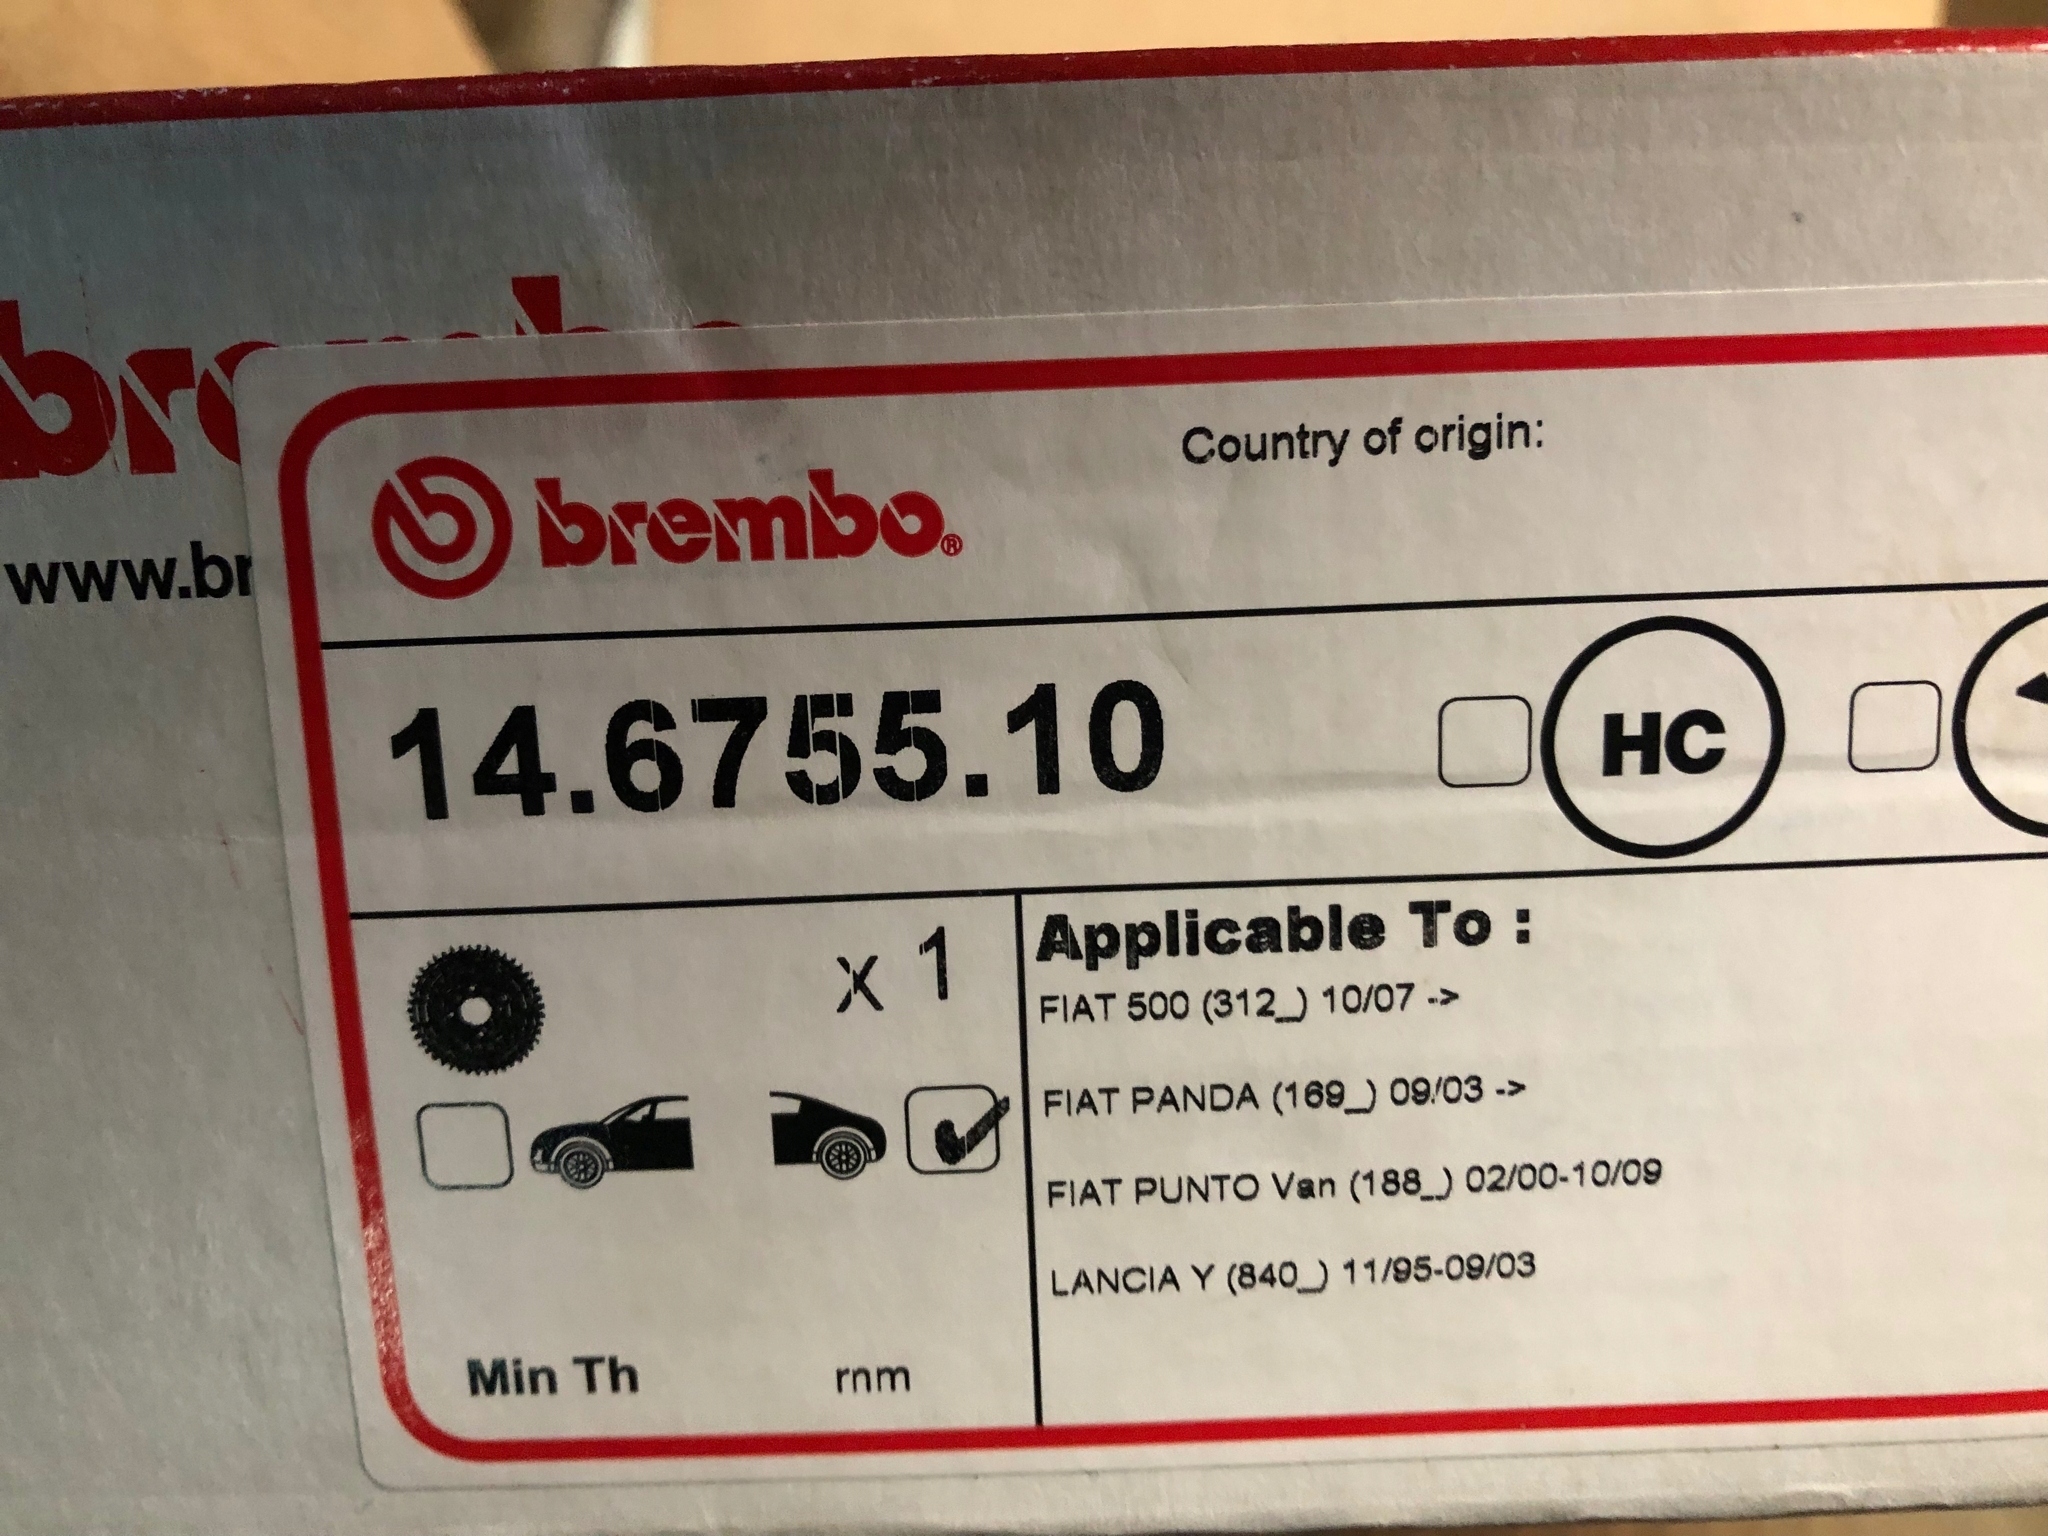 brembo
www.br
brembo®
Country of origin:
14.6755.10
HC
x 1
Applicable To :
FIAT 500 (312_) 10/07 ->
FIAT PANDA (169_) 09/03 ->
FIAT PUNTO Van (188_) 02/00-10/09
LANCIA Y (840_) 11/95-09/03
Min Th mm